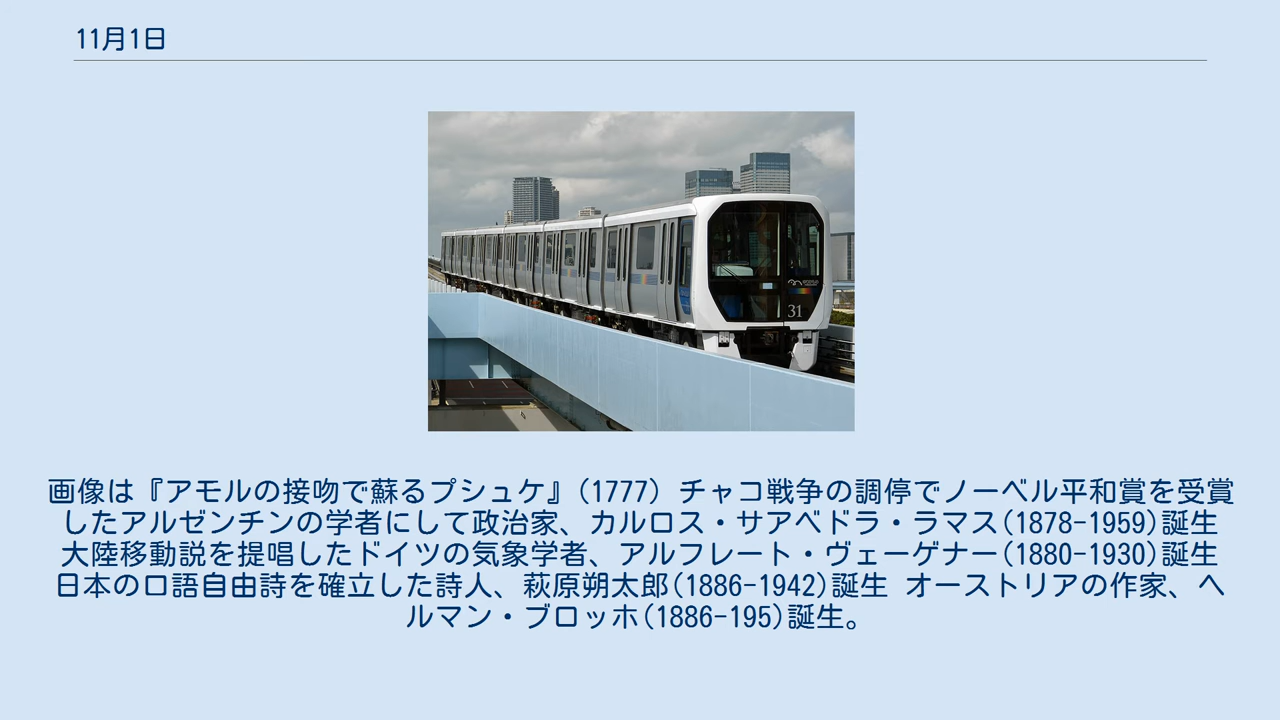 11月1日
31
画像は『アモルの接吻で蘇るプシュケ』(1777) チャコ戦争の調停でノーベル平和賞を受賞
したアルゼンチンの学者にして政治家、カルロス・サアベドラ・ラマス(1878-1959)誕生
大陸移動説を提唱したドイツの気象学者、アルフレート・ヴェーゲナー(1880-1930)誕生
日本の口語自由詩を確立した詩人、萩原朔太郎(1886-1942)誕生 オーストリアの作家、ヘ
ルマン・ブロッホ(1886-195)誕生。